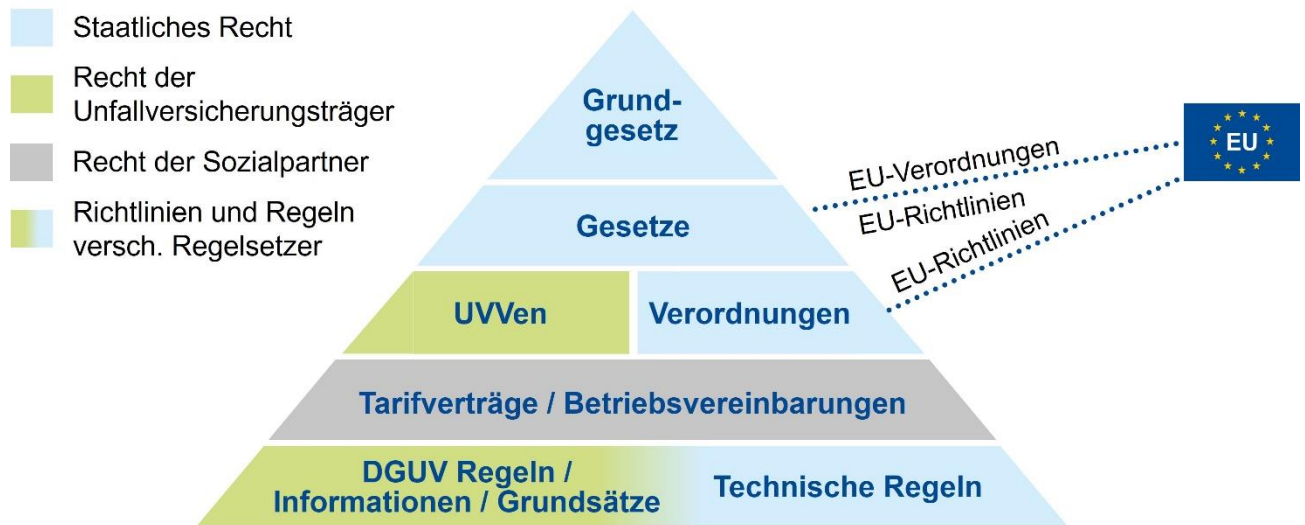 Staatliches Recht
Recht der
Unfallversicherungsträger
Recht der Sozialpartner
Richtlinien und Regeln
versch. Regelsetzer
Grund-
gesetz
Gesetze
UVVen
Verordnungen
Tarifverträge / Betriebsvereinbarungen
DGUV Regeln /
Informationen / Grundsätze
Technische Regeln
EU-Verordnungen
EU-Richtlinien
EU-Richtlinien
EU